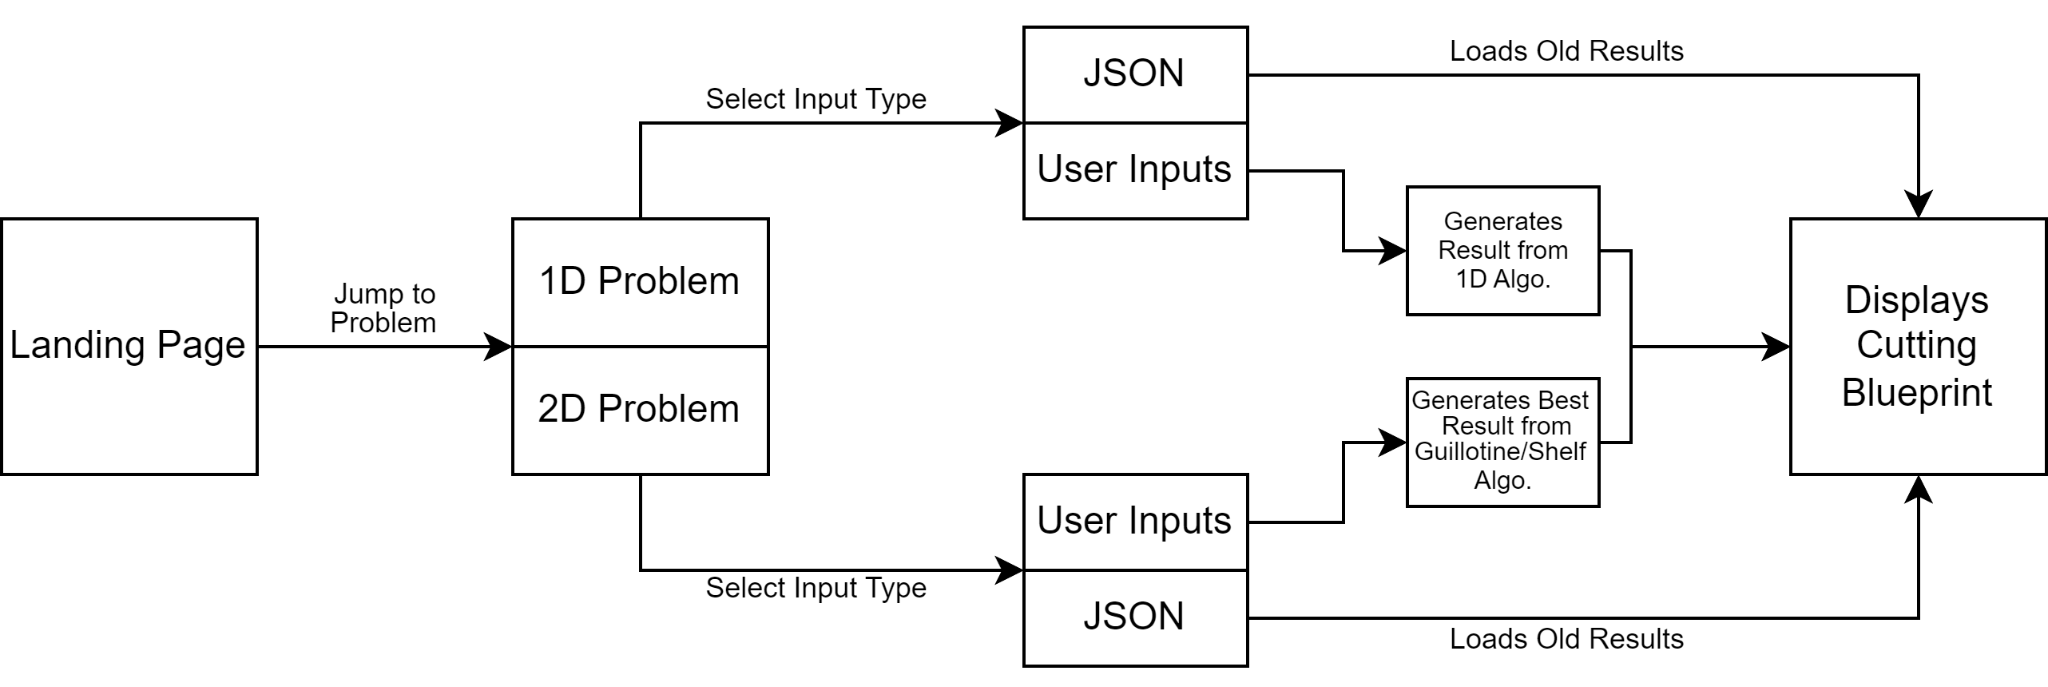 Landing Page
Jump to
Problem
1D Problem
2D Problem
Select Input Type
JSON
User Inputs
Loads Old Results
Generates
Result from
1D Algo.
Select Input Type
User Inputs
JSON
Generates Best
Result from
Guillotine/Shelf
Algo.
Loads Old Results
Displays
Cutting
Blueprint